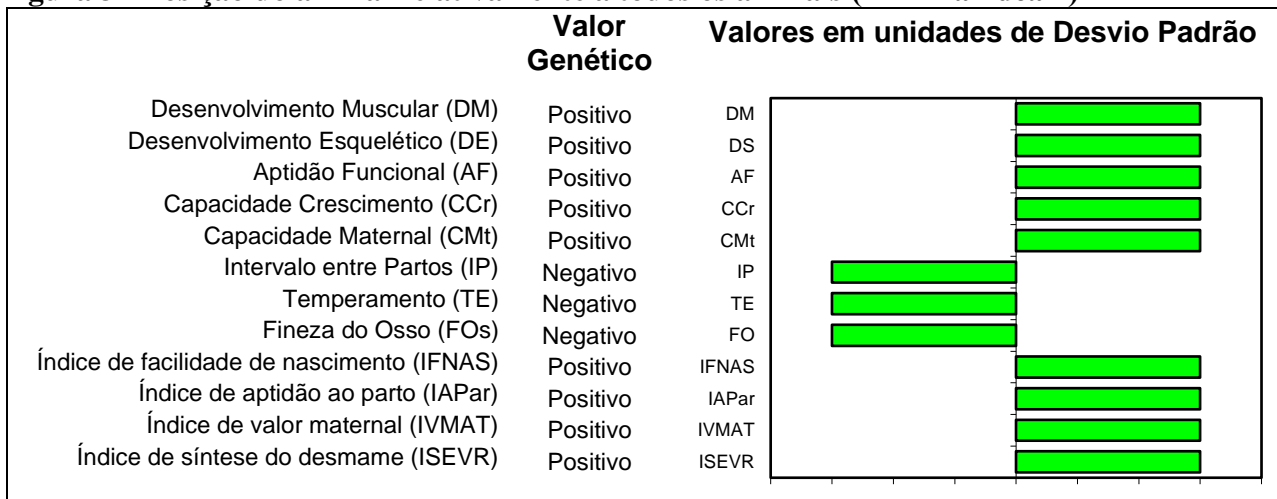 Valor Genético
Valores em unidades de Desvio Padrão
Desenvolvimento Muscular (DM) Positivo DM
Desenvolvimento Esquelético (DE) Positivo DS
Aptidão Funcional (AF) Positivo AF
Capacidade Crescimento (CCr) Positivo CCr
Capacidade Maternal (CMt) Positivo CMt
Intervalo entre Partos (IP) Negativo IP
Temperamento (TE) Negativo TE
Fineza do Osso (FOs) Negativo FO
Índice de facilidade de nascimento (IFNAS) Positivo IFNAS
Índice de aptidão ao parto (IAPar) Positivo IAPar
Índice de valor maternal (IVMAT) Positivo IVMAT
Índice de síntese do desmame (ISEVR) Positivo ISEVR